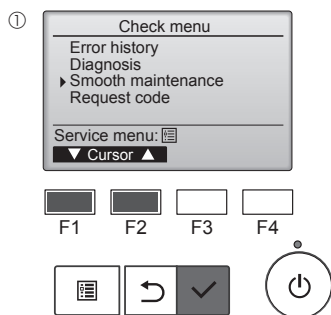 ①
Check menu
Error history
Diagnosis
Smooth maintenance
Request code
Service menu:
▼ Cursor ▲
F1 F2 F3 F4